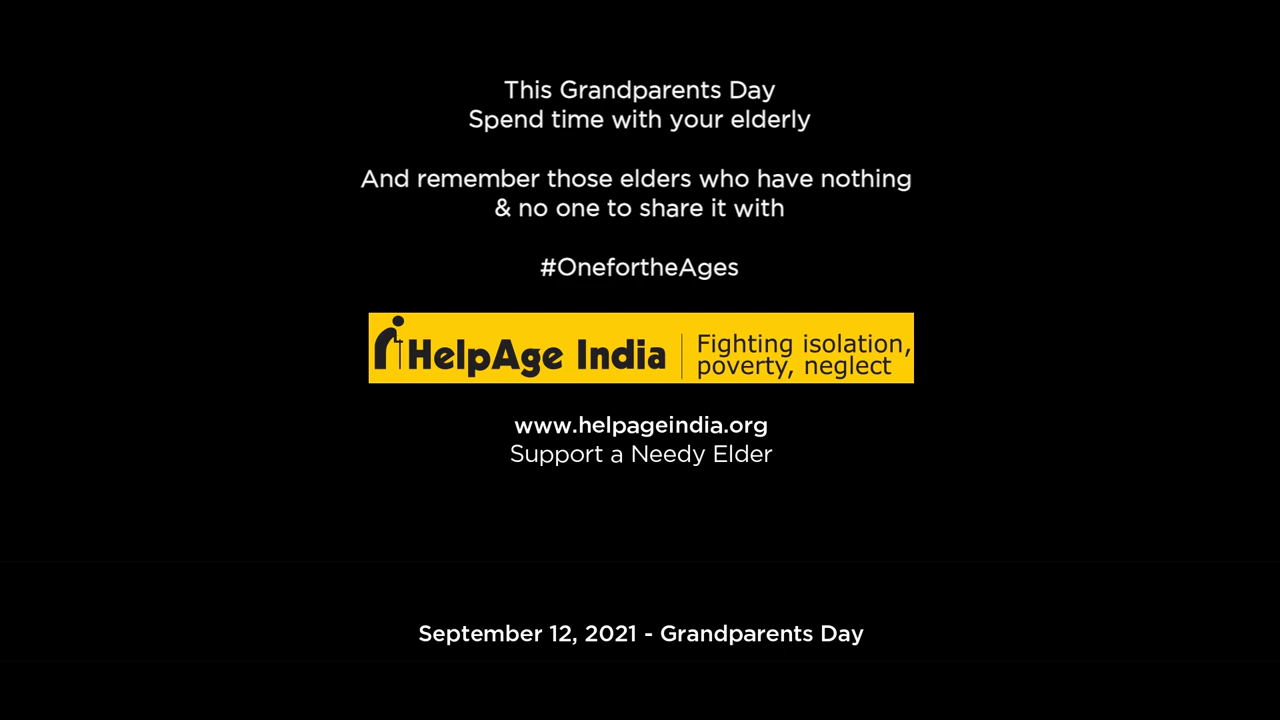 This Grandparents Day
Spend time with your elderly
And remember those elders who have nothing
& no one to share it with
#OnefortheAges
HelpAge India
Fighting isolation,
poverty, neglect
www.helpageindia.org
Support a Needy Elder
September 12, 2021 - Grandparents Day